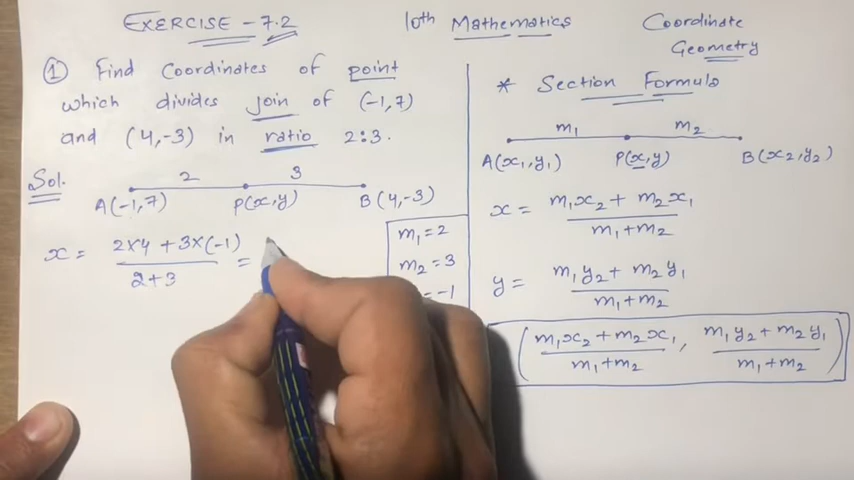 EXERCISE - 7.2
10th Mathematics
Coordinate
Geometry
① Find Coordinates of point
which divides join of (-1,7)
and (4,-3) in ratio 2:3.
Sol.
2 3
A(-1,7) P(x,y) B(4,-3)
x = 2×4 + 3×(-1) / 2+3 =
m₁ = 2
m₂ = 3
= -1
* Section Formula
m₁ m₂
A(x₁,y₁) P(x,y) B(x₂,y₂)
x = m₁x₂ + m₂x₁ / m₁+m₂
y = m₁y₂ + m₂y₁ / m₁+m₂
(m₁x₂+m₂x₁ / m₁+m₂ , m₁y₂+m₂y₁ / m₁+m₂)